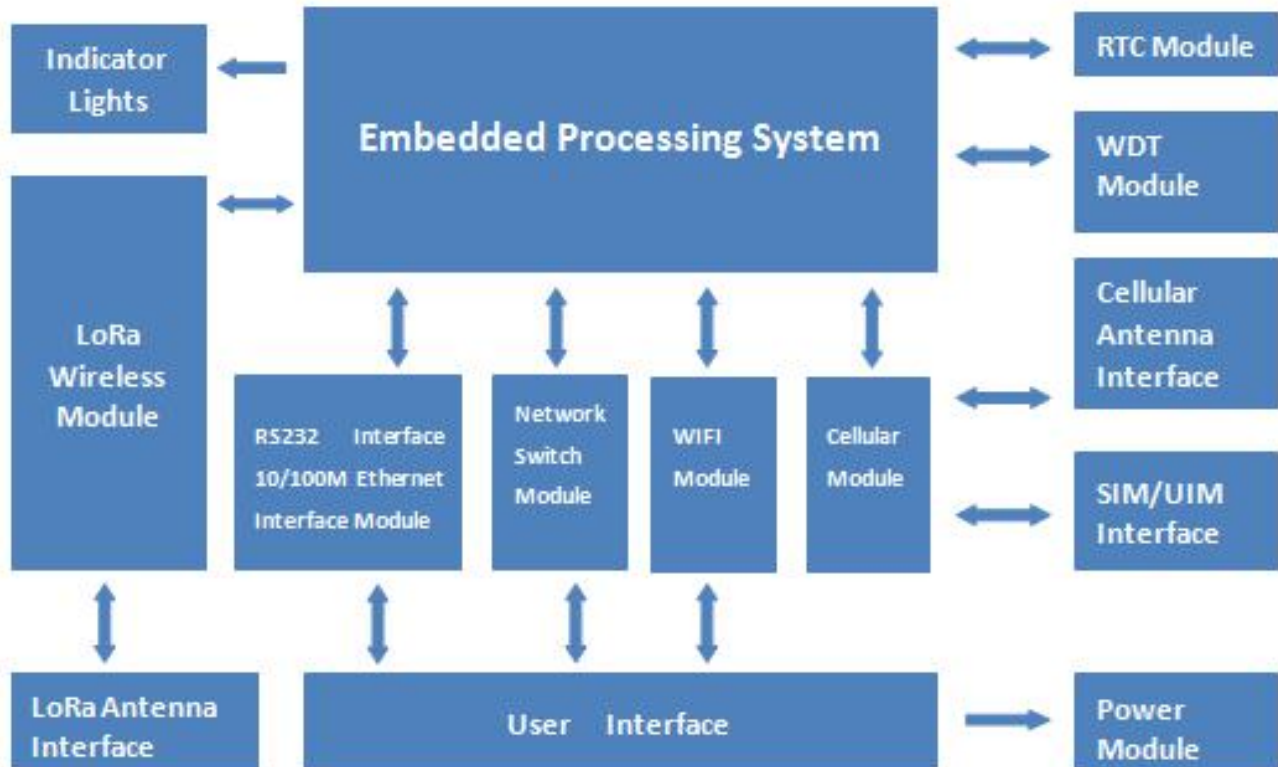 Indicator
Lights
Embedded Processing System
RTC Module
WDT
Module
LoRa
Wireless
Module
Cellular
Antenna
Interface
RS232 Interface
10/100M Ethernet
Interface Module
Network
Switch
Module
WIFI
Module
Cellular
Module
SIM/UIM
Interface
LoRa Antenna
Interface
User Interface
Power
Module